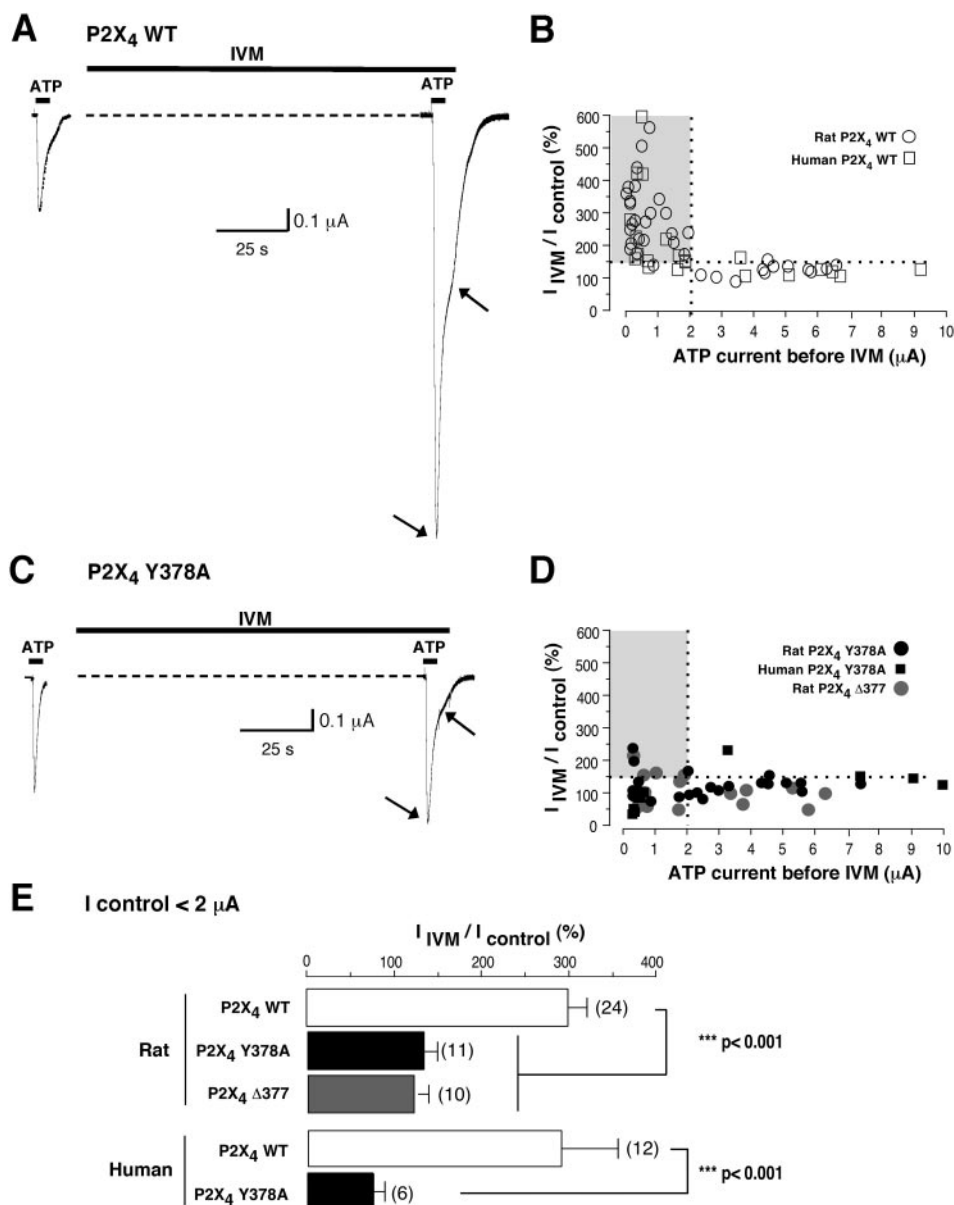 A
P2X4 WT
IVM
ATP
ATP
0.1 μA
25 s
B
600
500
400
300
200
100
0
I IVM / I control (%)
Rat P2X4 WT
Human P2X4 WT
0 1 2 3 4 5 6 7 8 9 10
ATP current before IVM (μA)
C
P2X4 Y378A
IVM
ATP
ATP
0.1 μA
25 s
D
600
500
400
300
200
100
0
I IVM / I control (%)
Rat P2X4 Y378A
Human P2X4 Y378A
Rat P2X4 Δ377
0 1 2 3 4 5 6 7 8 9 10
ATP current before IVM (μA)
E
I control < 2 μA
I IVM / I control (%)
0 100 200 300 400
Rat
P2X4 WT
(24)
P2X4 Y378A
(11)
P2X4 Δ377
(10)
*** p< 0.001
Human
P2X4 WT
(12)
P2X4 Y378A
(6)
*** p< 0.001